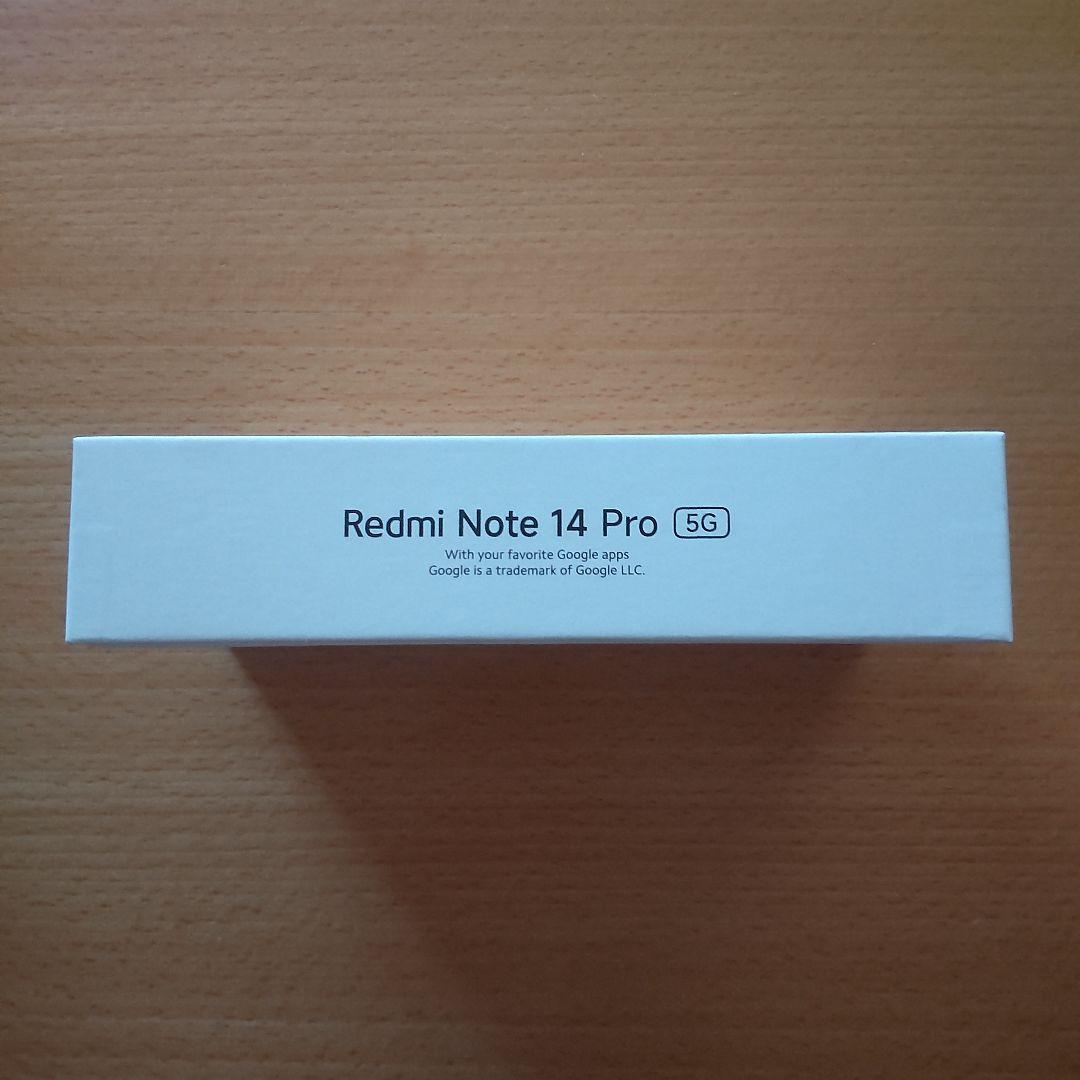 Redmi Note 14 Pro 5G
With your favorite Google apps
Google is a trademark of Google LLC.